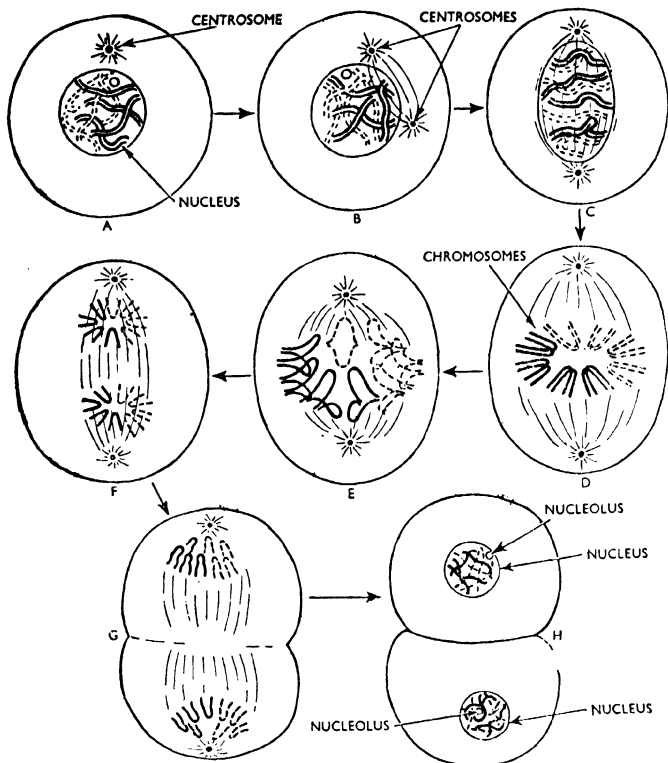 CENTROSOME
CENTROSOMES
NUCLEUS
A
B
C
CHROMOSOMES
F
E
D
NUCLEOLUS
NUCLEUS
G
H
NUCLEOLUS
NUCLEUS